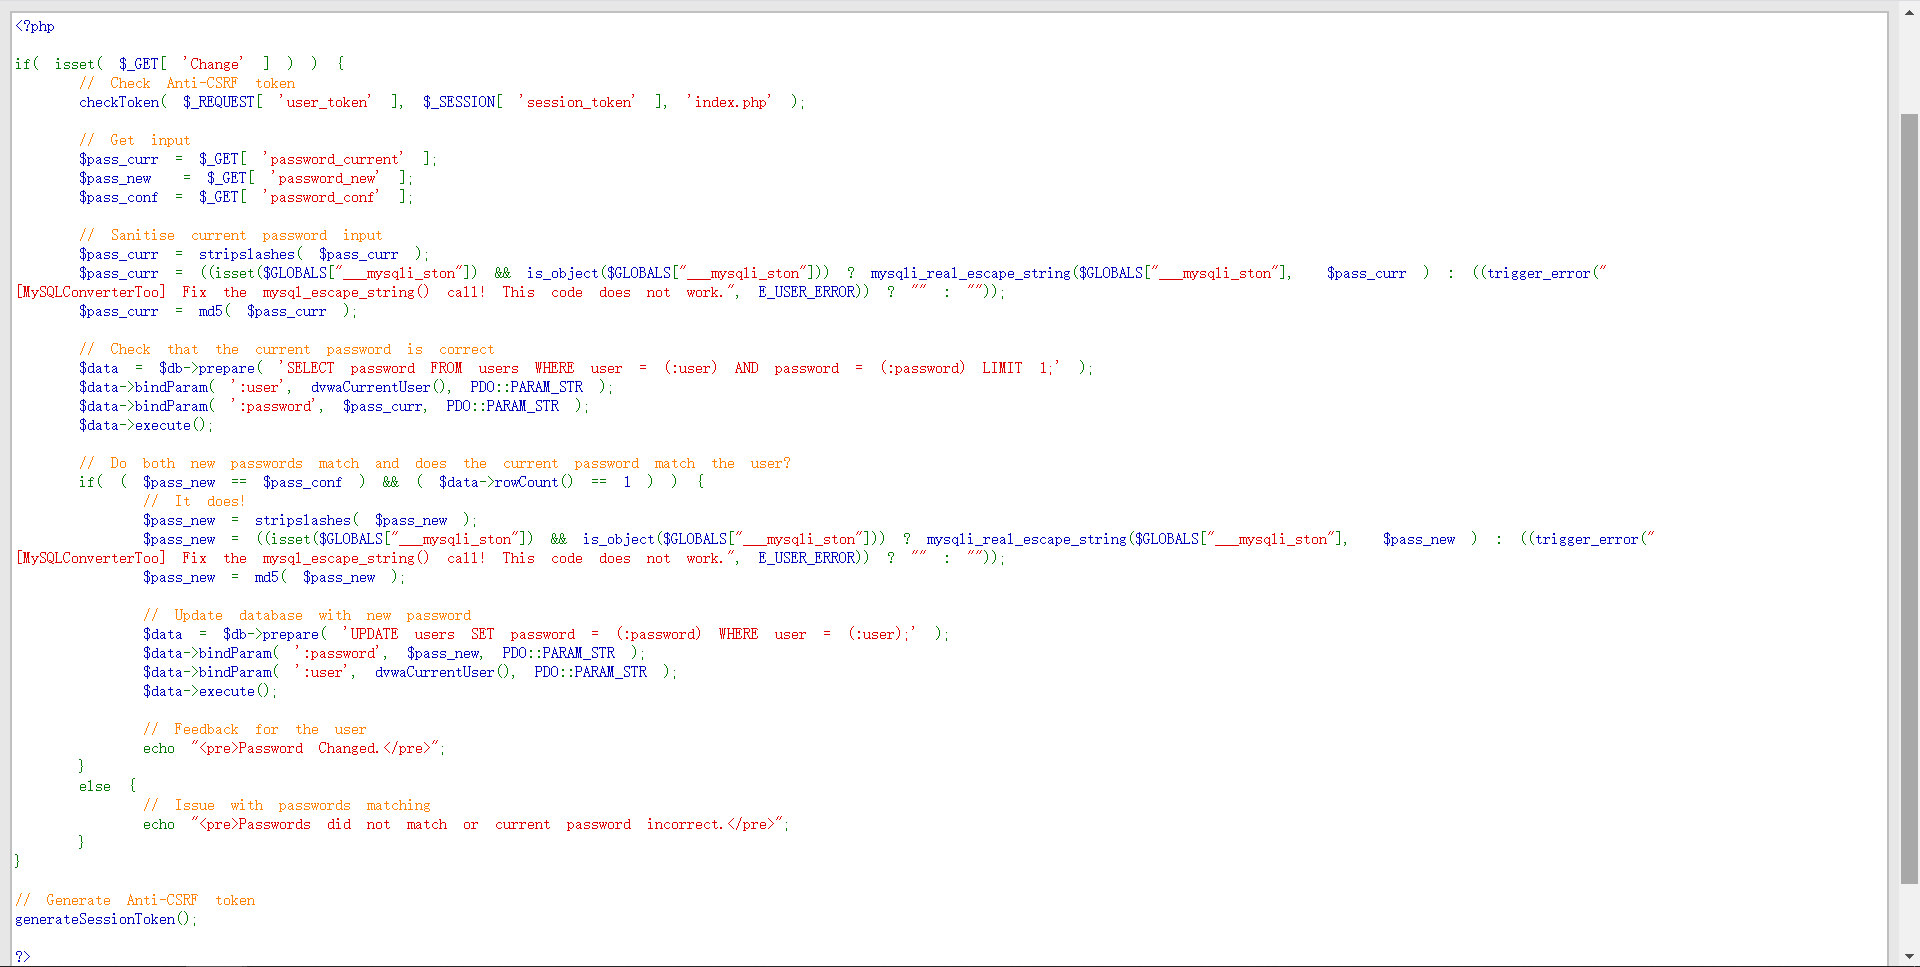 <?php
if( isset( $_GET[ 'Change' ] ) ) {
// Check Anti-CSRF token
checkToken( $_REQUEST[ 'user_token' ], $_SESSION[ 'session_token' ], 'index.php' );
// Get input
$pass_curr = $_GET[ 'password_current' ];
$pass_new = $_GET[ 'password_new' ];
$pass_conf = $_GET[ 'password_conf' ];
// Sanitise current password input
$pass_curr = stripslashes( $pass_curr );
$pass_curr = ((isset($GLOBALS["___mysqli_ston"]) && is_object($GLOBALS["___mysqli_ston"])) ? mysqli_real_escape_string($GLOBALS["___mysqli_ston"], $pass_curr ) : ((trigger_error("
[MySQLConverterToo] Fix the mysql_escape_string() call! This code does not work.", E_USER_ERROR)) ? "" : ""));
$pass_curr = md5( $pass_curr );
// Check that the current password is correct
$data = $db->prepare( 'SELECT password FROM users WHERE user = (:user) AND password = (:password) LIMIT 1;' );
$data->bindParam( ':user', dvwaCurrentUser(), PDO::PARAM_STR );
$data->bindParam( ':password', $pass_curr, PDO::PARAM_STR );
$data->execute();
// Do both new passwords match and does the current password match the user?
if( ( $pass_new == $pass_conf ) && ( $data->rowCount() == 1 ) ) {
// It does!
$pass_new = stripslashes( $pass_new );
$pass_new = ((isset($GLOBALS["___mysqli_ston"]) && is_object($GLOBALS["___mysqli_ston"])) ? mysqli_real_escape_string($GLOBALS["___mysqli_ston"], $pass_new ) : ((trigger_error("
[MySQLConverterToo] Fix the mysql_escape_string() call! This code does not work.", E_USER_ERROR)) ? "" : ""));
$pass_new = md5( $pass_new );
// Update database with new password
$data = $db->prepare( 'UPDATE users SET password = (:password) WHERE user = (:user);' );
$data->bindParam( ':password', $pass_new, PDO::PARAM_STR );
$data->bindParam( ':user', dvwaCurrentUser(), PDO::PARAM_STR );
$data->execute();
// Feedback for the user
echo "<pre>Password Changed.</pre>";
}
else {
// Issue with passwords matching
echo "<pre>Passwords did not match or current password incorrect.</pre>";
}
}
// Generate Anti-CSRF token
generateSessionToken();
?>